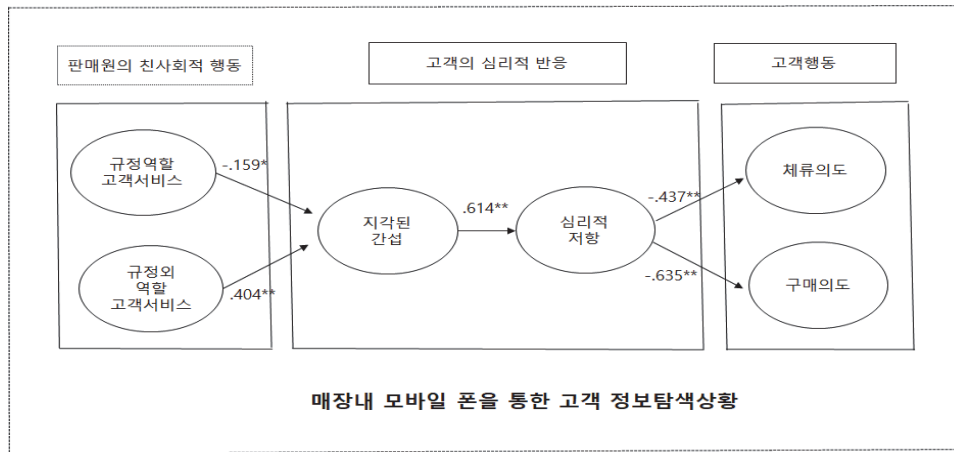 판매원의 친사회적 행동
고객의 심리적 반응
고객행동
규정역할
고객서비스
-.159*
규정외
역할
고객서비스
.404**
지각된
간섭
.614**
심리적
저항
-.437**
-.635**
체류의도
구매의도
매장내 모바일 폰을 통한 고객 정보탐색상황